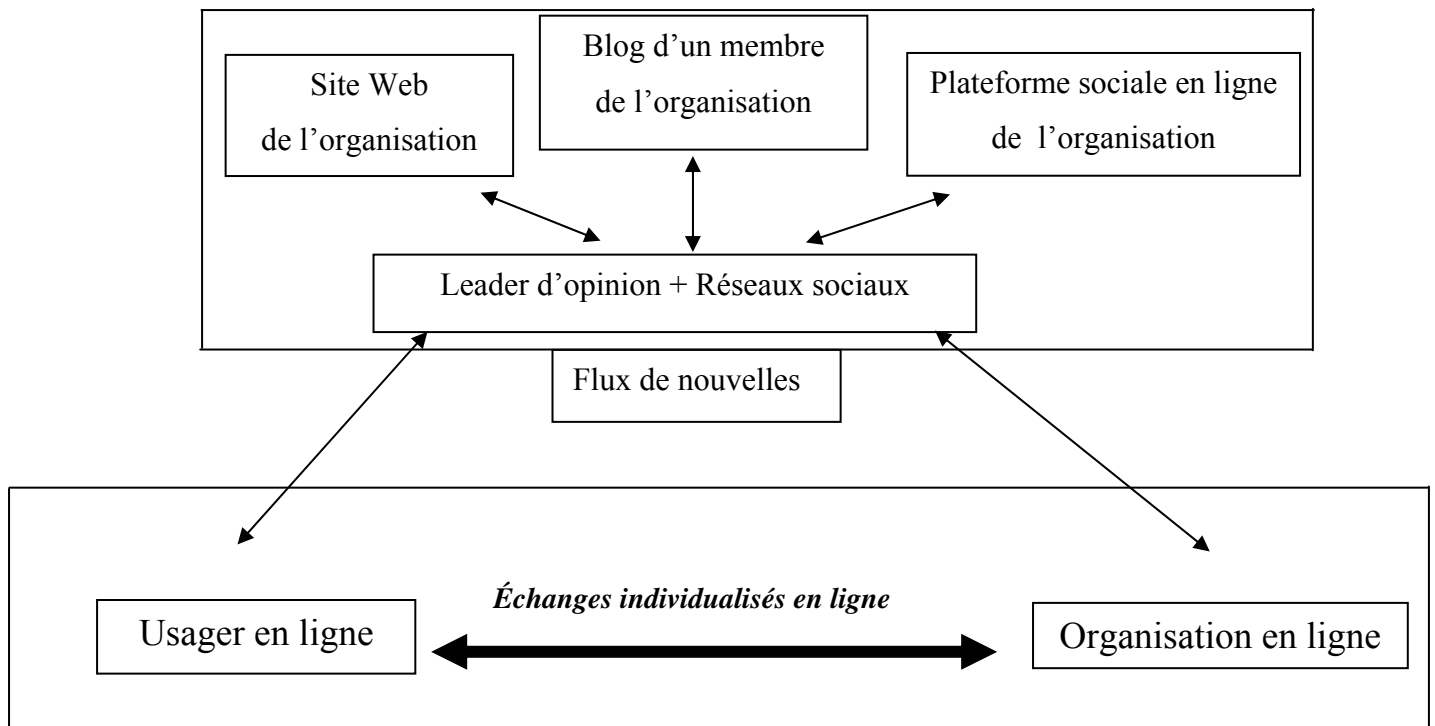 Site Web
de l’organisation
Blog d’un membre
de l’organisation
Plateforme sociale en ligne
de l’organisation
Leader d’opinion + Réseaux sociaux
Flux de nouvelles
Échanges individualisés en ligne
Usager en ligne
Organisation en ligne